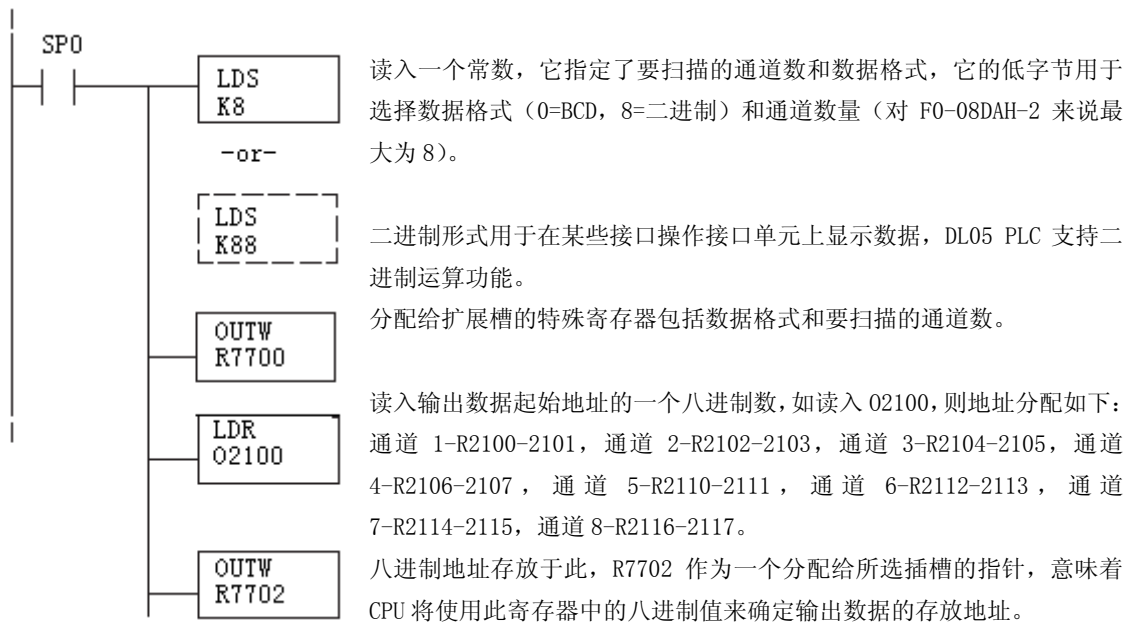 SP0
LDS
K8
读入一个常数，它指定了要扫描的通道数和数据格式，它的低字节用于
选择数据格式（0=BCD，8=二进制）和通道数量（对 F0-08DAH-2 来说最
大为 8）。
-or-
LDS
K88
二进制形式用于在某些接口操作接口单元上显示数据，DL05 PLC 支持二
进制运算功能。
分配给扩展槽的特殊寄存器包括数据格式和要扫描的通道数。
OUTW
R7700
读入输出数据起始地址的一个八进制数，如读入 O2100，则地址分配如下：
通道 1-R2100-2101，通道 2-R2102-2103，通道 3-R2104-2105，通道
4-R2106-2107，通道 5-R2110-2111，通道 6-R2112-2113，通道
7-R2114-2115，通道 8-R2116-2117。
LDR
O2100
八进制地址存放于此，R7702 作为一个分配给所选插槽的指针，意味着
CPU 将使用此寄存器中的八进制值来确定输出数据的存放地址。
OUTW
R7702